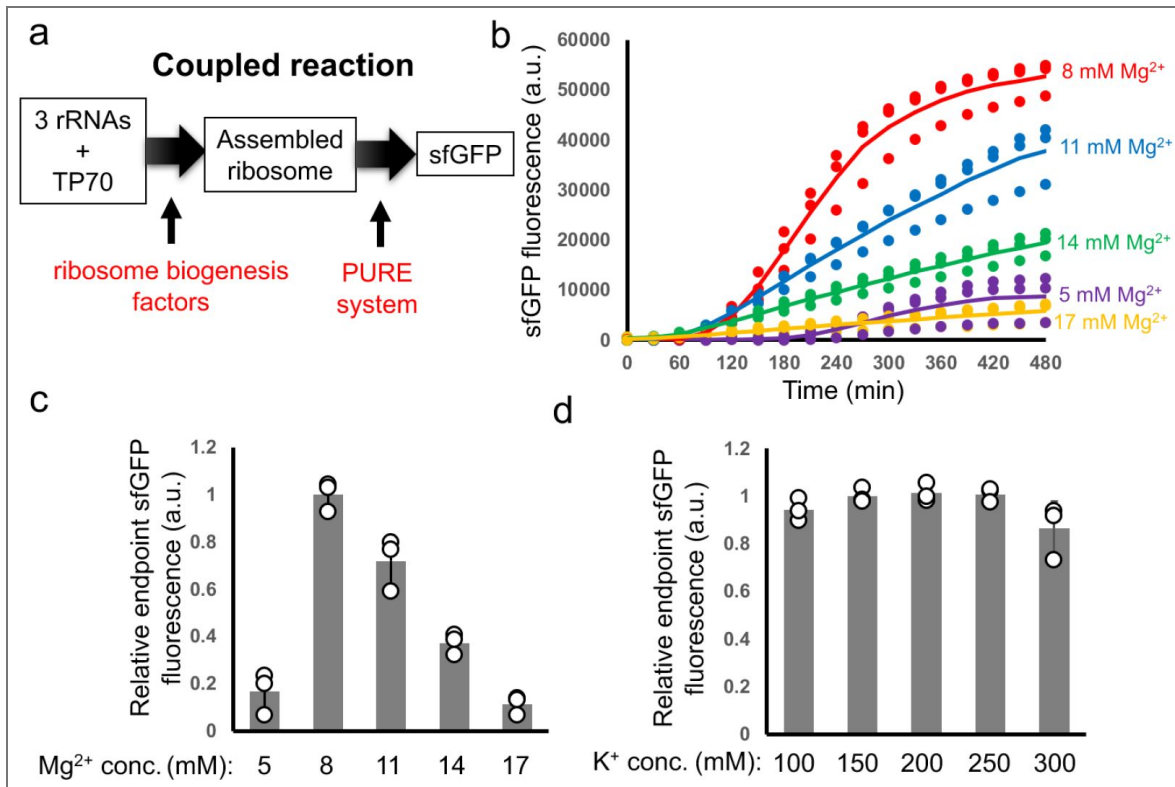 a
Coupled reaction
3 rRNAs
+
TP70
Assembled
ribosome
sfGFP
ribosome biogenesis
factors
PURE
system
b
sfGFP fluorescence (a.u.)
60000
50000
40000
30000
20000
10000
0
0 60 120 180 240 300 360 420 480
Time (min)
8 mM Mg²⁺
11 mM Mg²⁺
14 mM Mg²⁺
5 mM Mg²⁺
17 mM Mg²⁺
c
Relative endpoint sfGFP
fluorescence (a.u.)
1.2
1
0.8
0.6
0.4
0.2
0
Mg²⁺ conc. (mM): 5 8 11 14 17
d
Relative endpoint sfGFP
fluorescence (a.u.)
1.2
1
0.8
0.6
0.4
0.2
0
K⁺ conc. (mM): 100 150 200 250 300